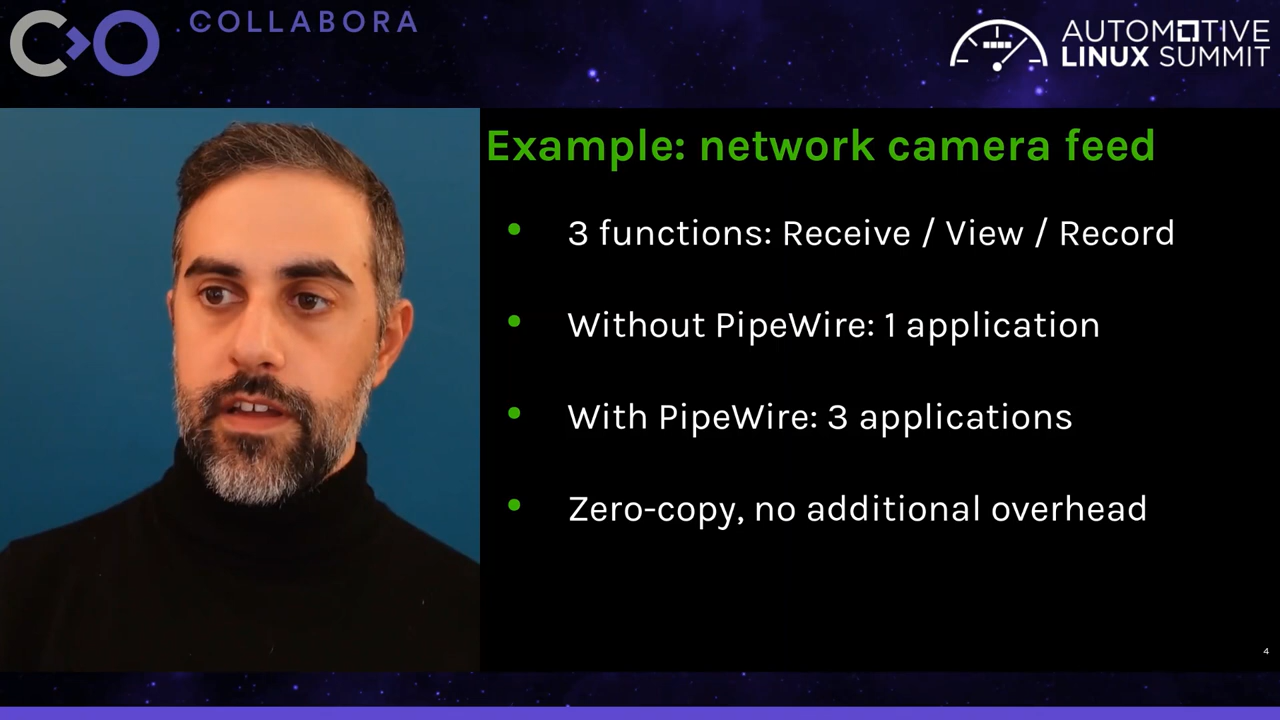 COLLABORA
AUTOMOTIVE
LINUX SUMMIT
Example: network camera feed
• 3 functions: Receive / View / Record
• Without PipeWire: 1 application
• With PipeWire: 3 applications
• Zero-copy, no additional overhead
4